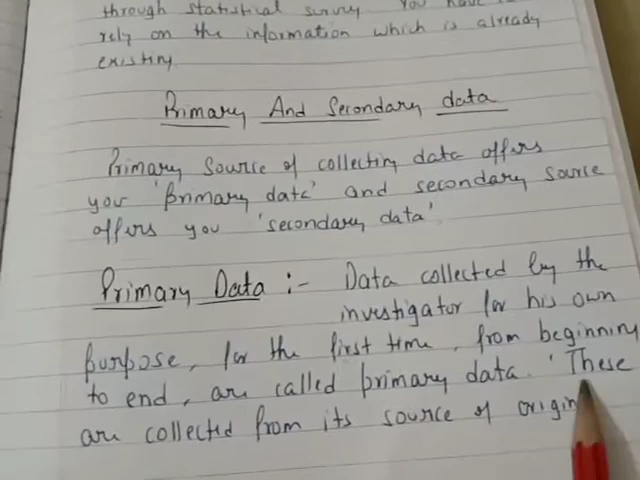 through statistical survey. You have
rely on the information which is already
existing
Primary And Secondary data
Primary Source of collecting data offers
you 'primary data' and secondary source
offers you 'secondary data'
Primary Data :- Data collected by the
investigator for his own
purpose, for the first time, from beginning
to end, are called primary data. 'These
are collected from its source of origin